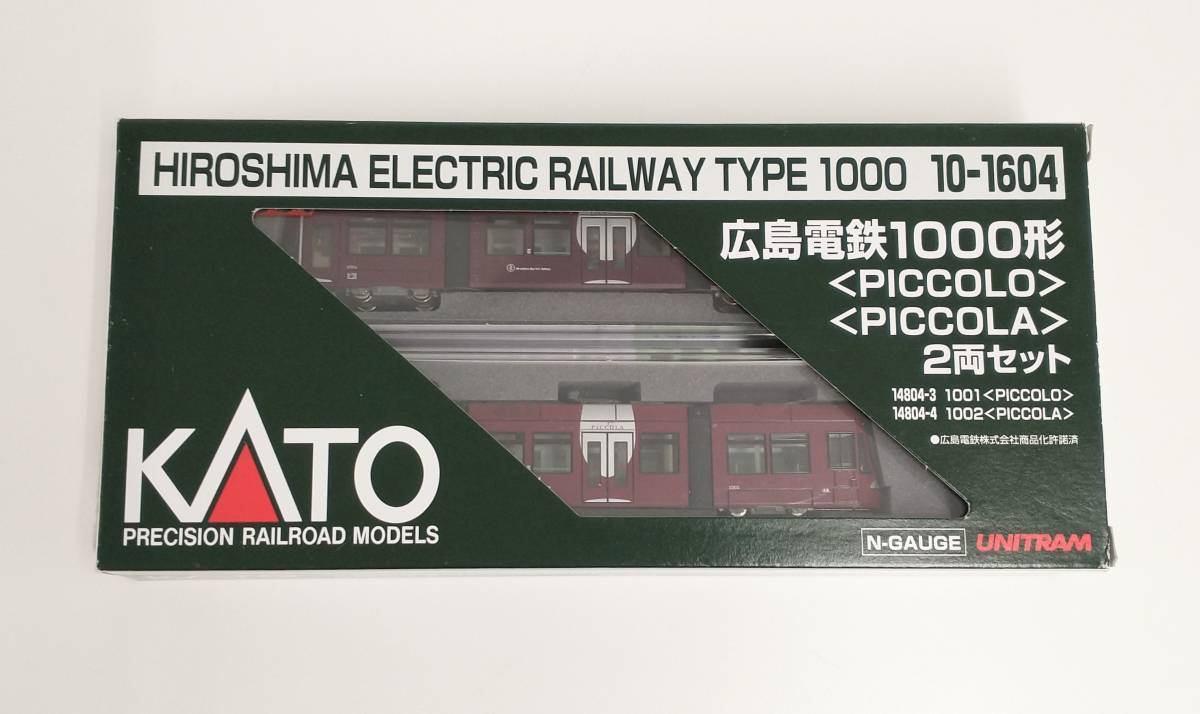 HIROSHIMA ELECTRIC RAILWAY TYPE 1000 10-1604
広島電鉄1000形
<PICCOLO>
<PICCOLA>
2両セット
14804-3 1001<PICCOLO>
14804-4 1002<PICCOLA>
●広島電鉄株式会社商品化許諾済
PICCOLA
KATO
PRECISION RAILROAD MODELS
N-GAUGE UNITRAM